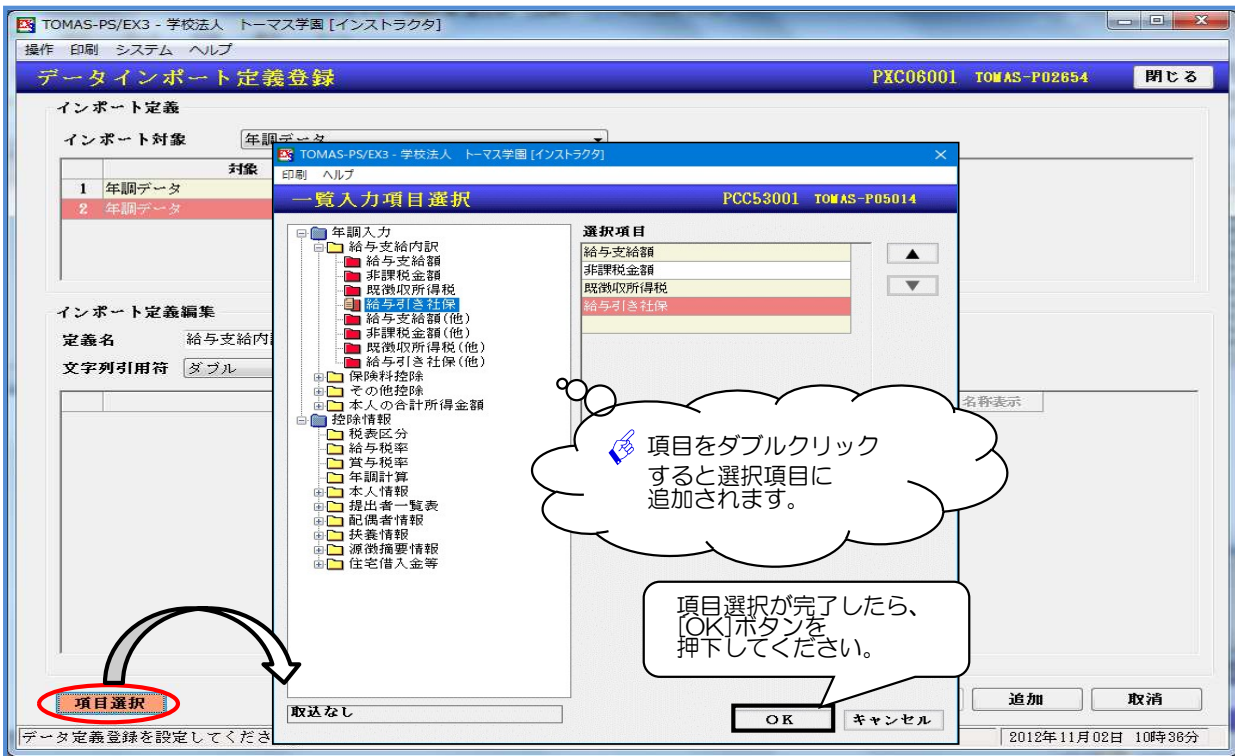 TOMAS-PS/EX3 - 学校法人　トーマス学園 [インストラクタ]
操作 印刷 システム ヘルプ
データインポート定義登録 PXC06001 TOMAS-P02654 閉じる
インポート定義
インポート対象 年調データ
対象
1 年調データ
2 年調データ
インポート定義編集
定義名 給与支給内
文字列引用符 ダブル
名称表示
項目選択
追加 取消
データ定義登録を設定してくださ
2012年11月02日 10時36分
TOMAS-PS/EX3 - 学校法人　トーマス学園 [インストラクタ]
印刷 ヘルプ
一覧入力項目選択 PCC53001 TOMAS-P05014
年調入力
給与支給内訳
給与支給額
非課税金額
既徴収所得税
給与引き社保
給与支給額(他)
非課税金額(他)
既徴収所得税(他)
給与引き社保(他)
保険料控除
その他控除
本人の合計所得金額
控除情報
税表区分
給与税率
賞与税率
年調計算
本人情報
提出者一覧表
配偶者情報
扶養情報
源徴摘要情報
住宅借入金等
選択項目
給与支給額
非課税金額
既徴収所得税
給与引き社保
▲
▼
項目をダブルクリック
すると選択項目に
追加されます。
項目選択が完了したら、
[OK]ボタンを
押下してください。
取込なし
OK キャンセル